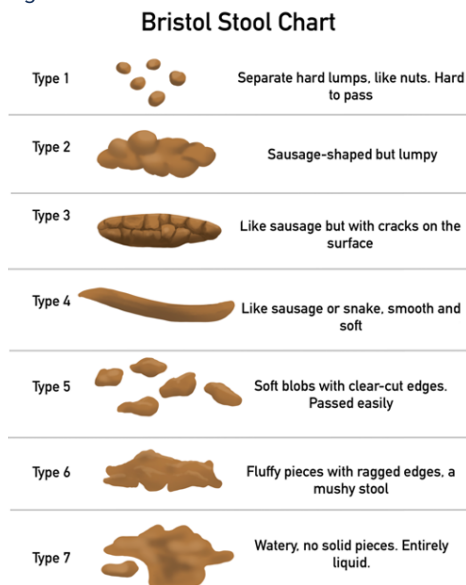 Bristol Stool Chart
Type 1
Separate hard lumps, like nuts. Hard
to pass
Type 2
Sausage-shaped but lumpy
Type 3
Like sausage but with cracks on the
surface
Type 4
Like sausage or snake, smooth and
soft
Type 5
Soft blobs with clear-cut edges.
Passed easily
Type 6
Fluffy pieces with ragged edges, a
mushy stool
Type 7
Watery, no solid pieces. Entirely
liquid.